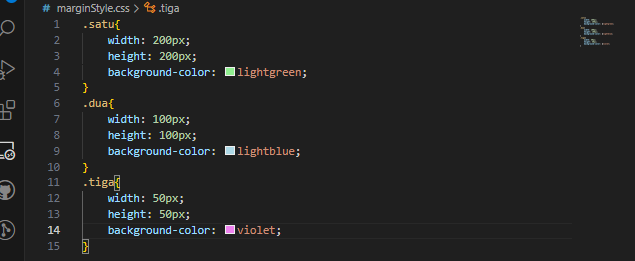 # marginStyle.css > .tiga
1 .satu{
2 width: 200px;
3 height: 200px;
4 background-color: lightgreen;
5 }
6 .dua{
7 width: 100px;
8 height: 100px;
9 background-color: lightblue;
10 }
11 .tiga{
12 width: 50px;
13 height: 50px;
14 background-color: violet;
15 }